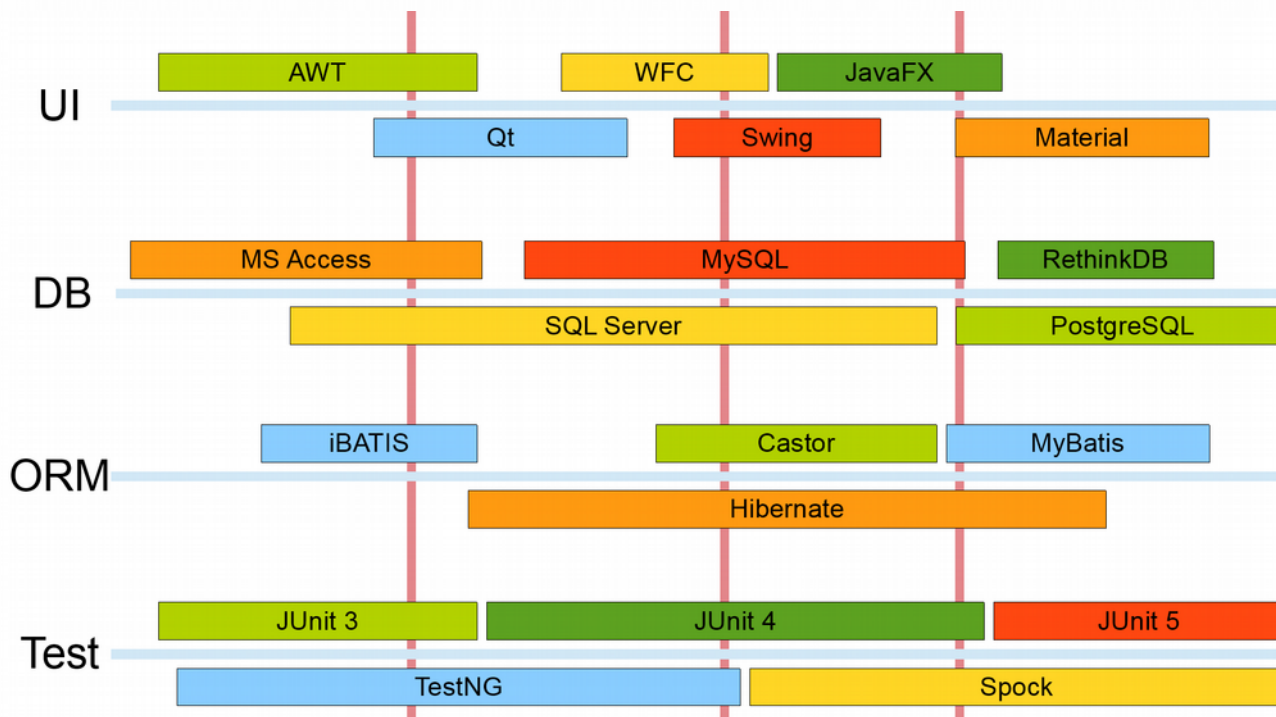 AWT
WFC
JavaFX
UI
Qt
Swing
Material
MS Access
MySQL
RethinkDB
DB
SQL Server
PostgreSQL
iBATIS
Castor
MyBatis
ORM
Hibernate
JUnit 3
JUnit 4
JUnit 5
Test
TestNG
Spock